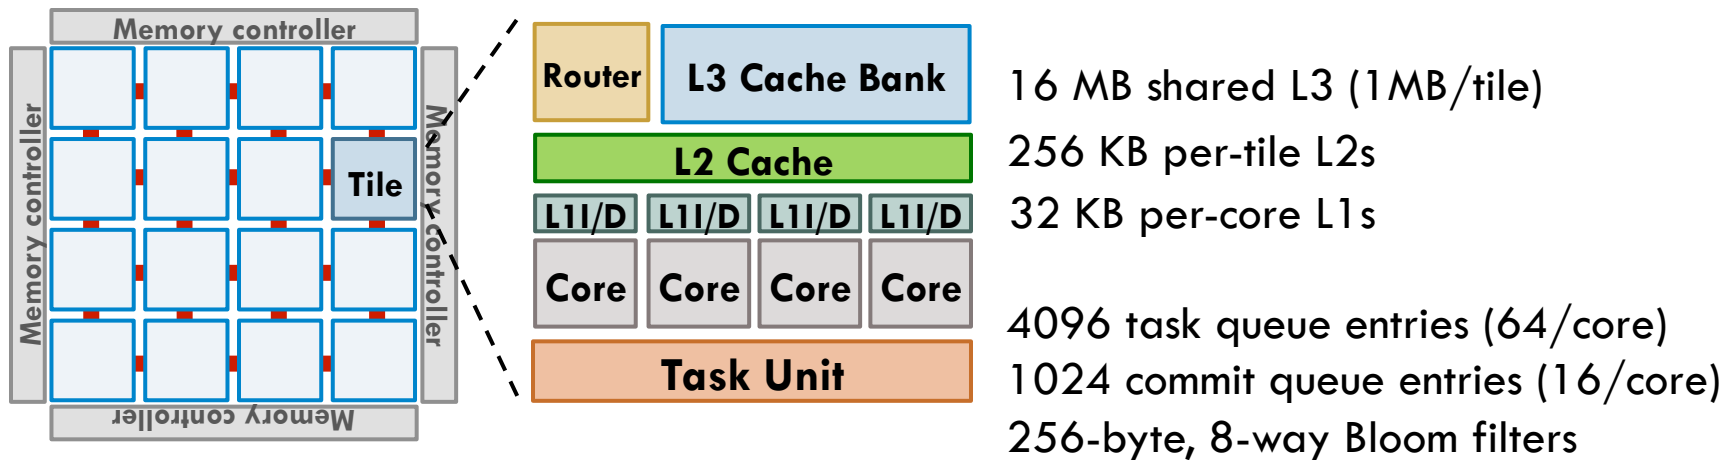 Memory controller
Memory controller
Memory controller
Tile
Memory controller
Router
L3 Cache Bank
L2 Cache
L1I/D L1I/D L1I/D L1I/D
Core Core Core Core
Task Unit
16 MB shared L3 (1MB/tile)
256 KB per-tile L2s
32 KB per-core L1s
4096 task queue entries (64/core)
1024 commit queue entries (16/core)
256-byte, 8-way Bloom filters